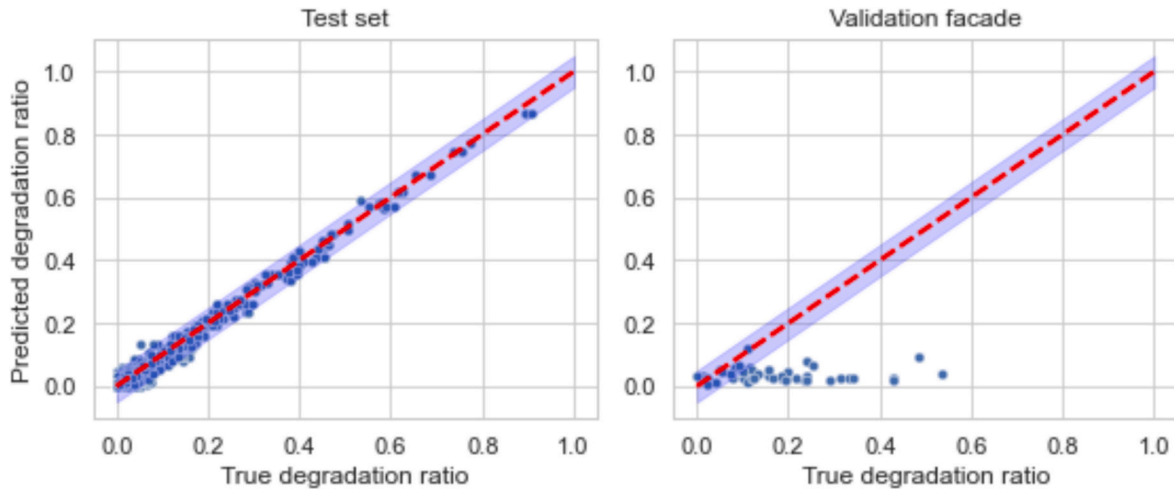 Test set
Validation facade
Predicted degradation ratio
1.0
0.8
0.6
0.4
0.2
0.0
0.0 0.2 0.4 0.6 0.8 1.0
True degradation ratio
1.0
0.8
0.6
0.4
0.2
0.0
0.0 0.2 0.4 0.6 0.8 1.0
True degradation ratio